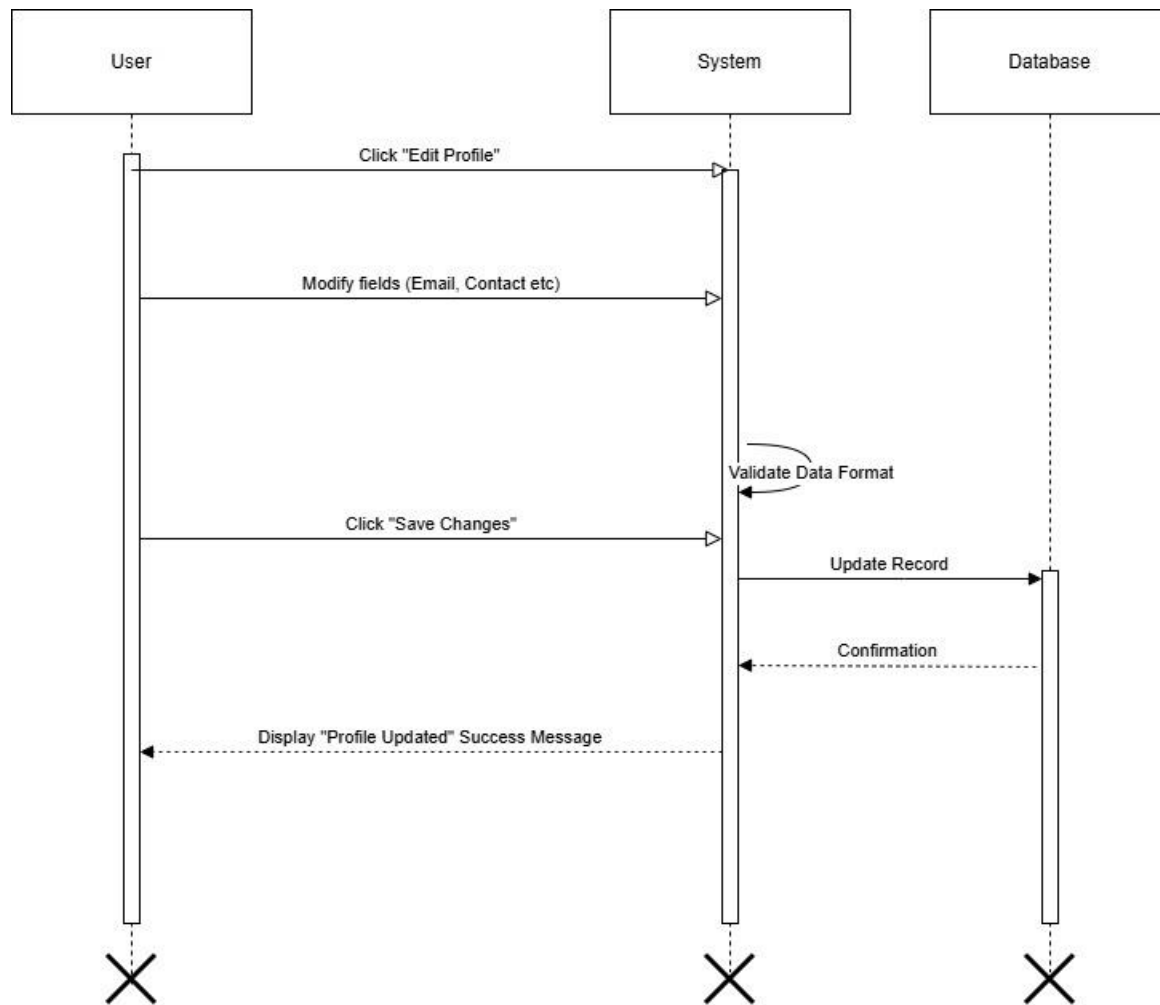 User
System
Database
Click "Edit Profile"
Modify fields (Email, Contact etc)
Validate Data Format
Click "Save Changes"
Update Record
Confirmation
Display "Profile Updated" Success Message